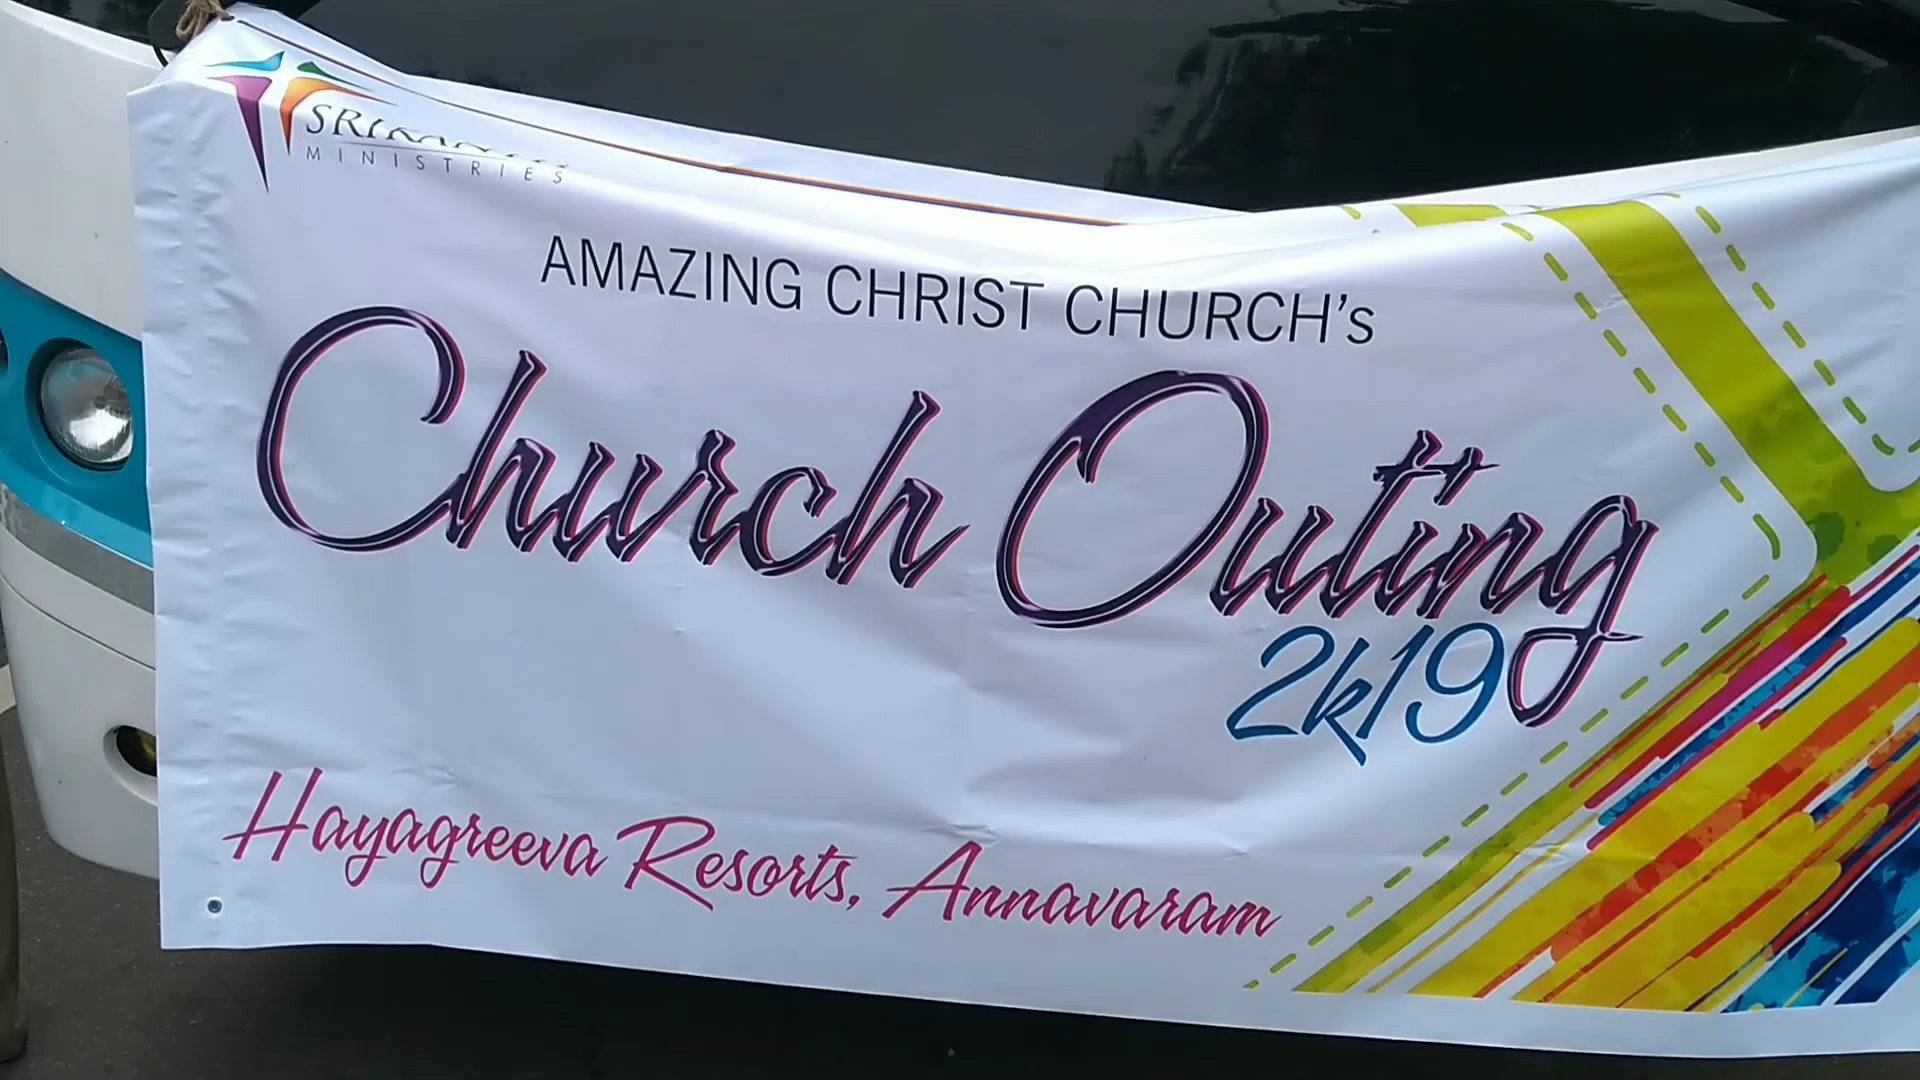 MINISTRIES
AMAZING CHRIST CHURCH's
Church Outing
2k19
Hayagreeva Resorts, Annavaram